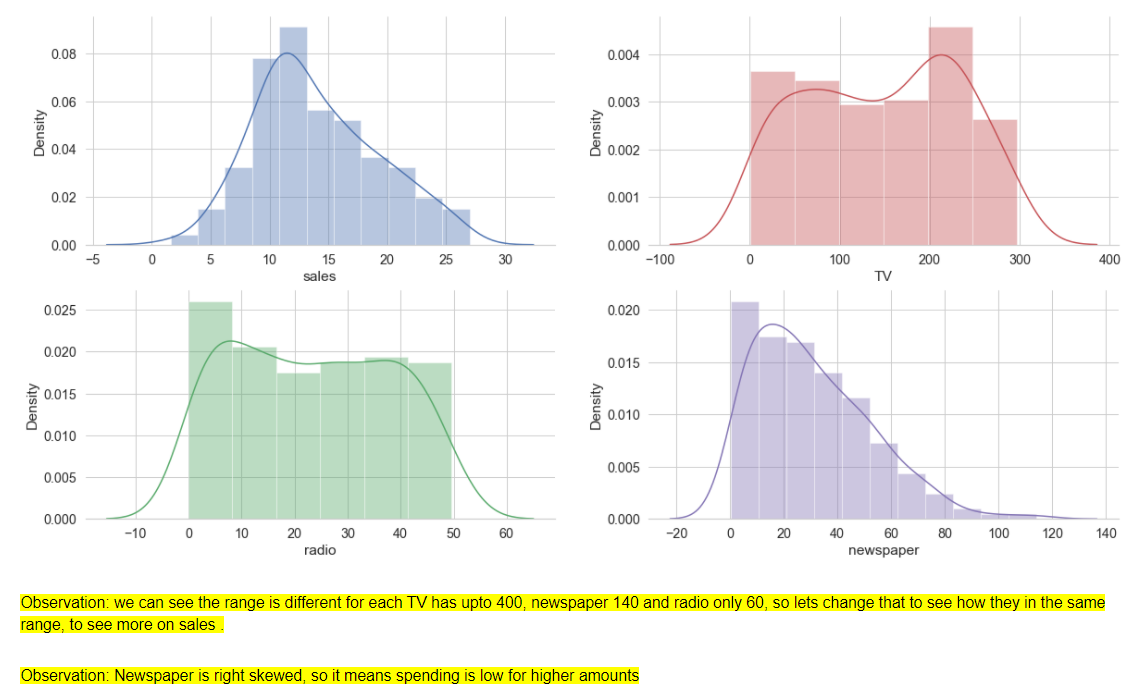 0.08
0.06
0.04
0.02
0.00
Density
−5 0 5 10 15 20 25 30
sales
0.004
0.003
0.002
0.001
0.000
Density
−100 0 100 200 300 400
TV
0.025
0.020
0.015
0.010
0.005
0.000
Density
−10 0 10 20 30 40 50 60
radio
0.020
0.015
0.010
0.005
0.000
Density
−20 0 20 40 60 80 100 120 140
newspaper
Observation: we can see the range is different for each TV has upto 400, newspaper 140 and radio only 60, so lets change that to see how they in the same
range, to see more on sales .
Observation: Newspaper is right skewed, so it means spending is low for higher amounts